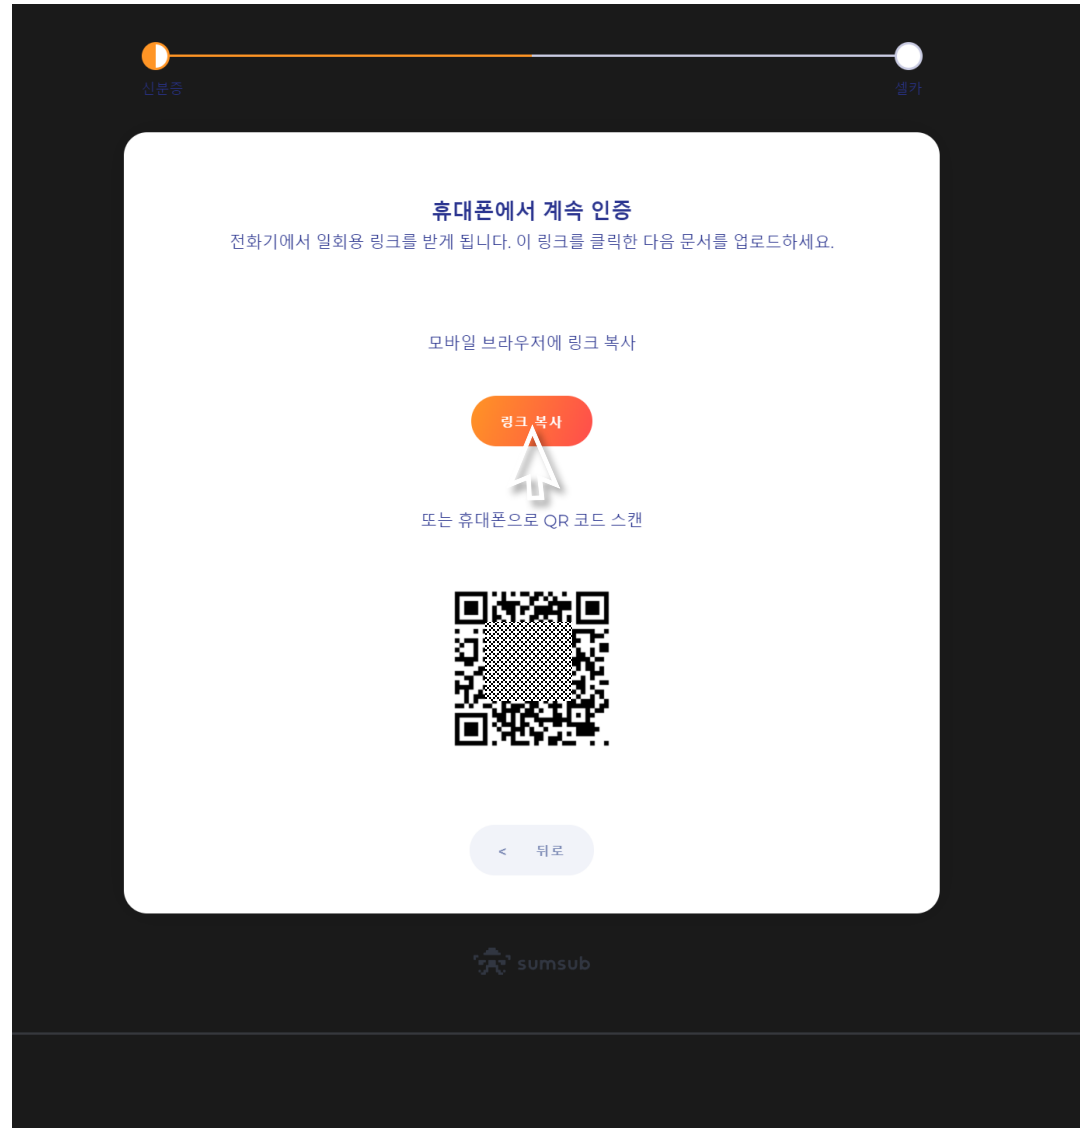 신분증
셀카
휴대폰에서 계속 인증
전화기에서 일회용 링크를 받게 됩니다. 이 링크를 클릭한 다음 문서를 업로드하세요.
모바일 브라우저에 링크 복사
링크 복사
또는 휴대폰으로 QR 코드 스캔
< 뒤로
sumsub